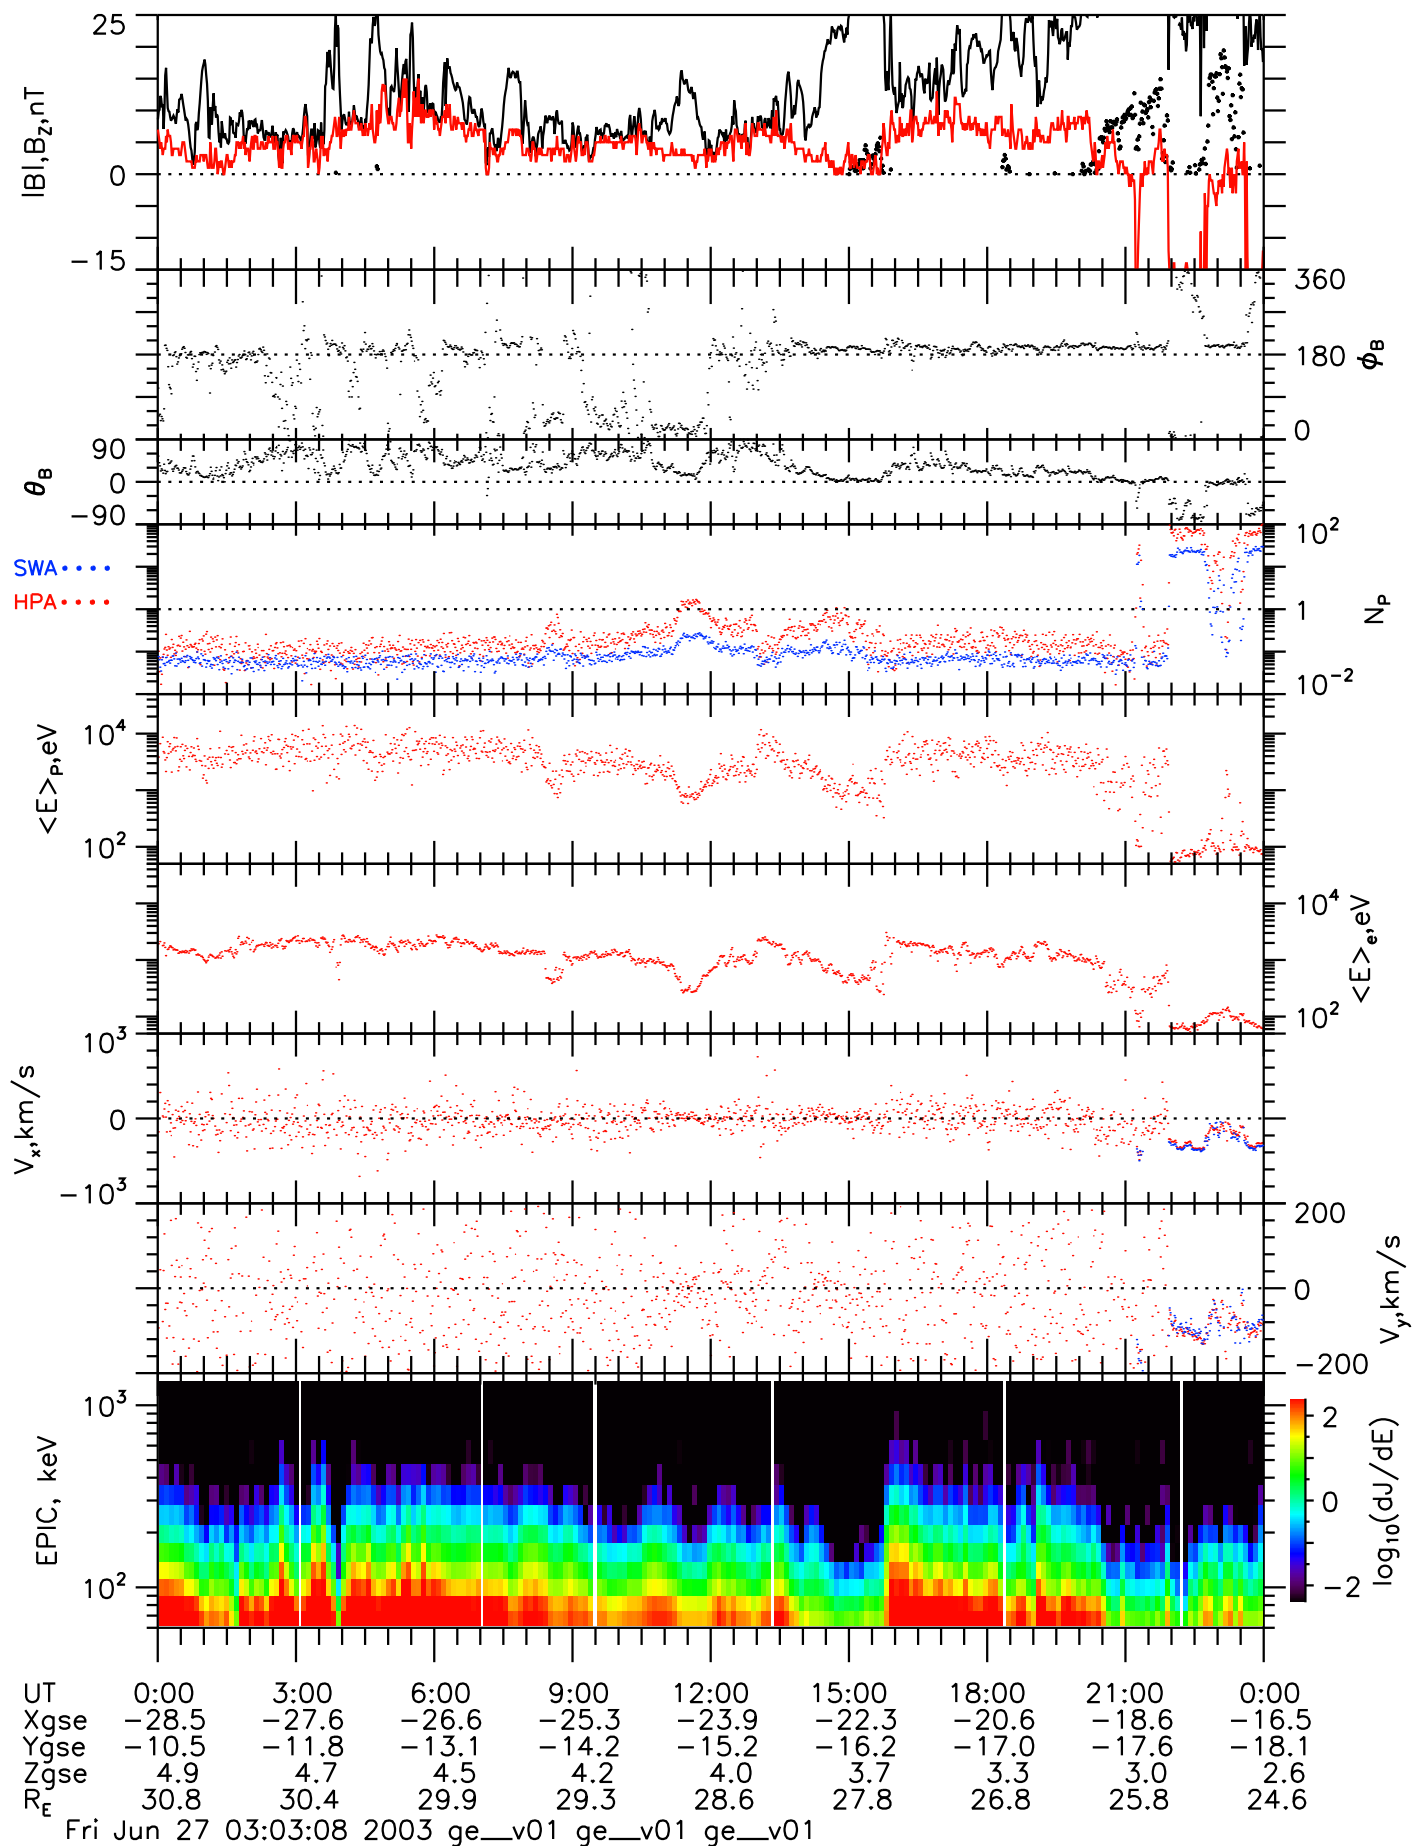 25
|B|,B_Z,nT
0
−15
360
180
ϕ_B
0
90
θ_B
0
−90
SWA
HPA
10^2
1
N_P
10^−2
10^4
<E>_P,eV
10^2
10^4
<E>_e,eV
10^2
10^3
V_x,km/s
0
−10^3
200
0
V_y,km/s
−200
10^3
EPIC, keV
10^2
2
0
−2
log_10(dJ/dE)
UT 0:00 3:00 6:00 9:00 12:00 15:00 18:00 21:00 0:00
Xgse −28.5 −27.6 −26.6 −25.3 −23.9 −22.3 −20.6 −18.6 −16.5
Ygse −10.5 −11.8 −13.1 −14.2 −15.2 −16.2 −17.0 −17.6 −18.1
Zgse 4.9 4.7 4.5 4.2 4.0 3.7 3.3 3.0 2.6
R_E 30.8 30.4 29.9 29.3 28.6 27.8 26.8 25.8 24.6
Fri Jun 27 03:03:08 2003 ge__v01 ge__v01 ge__v01